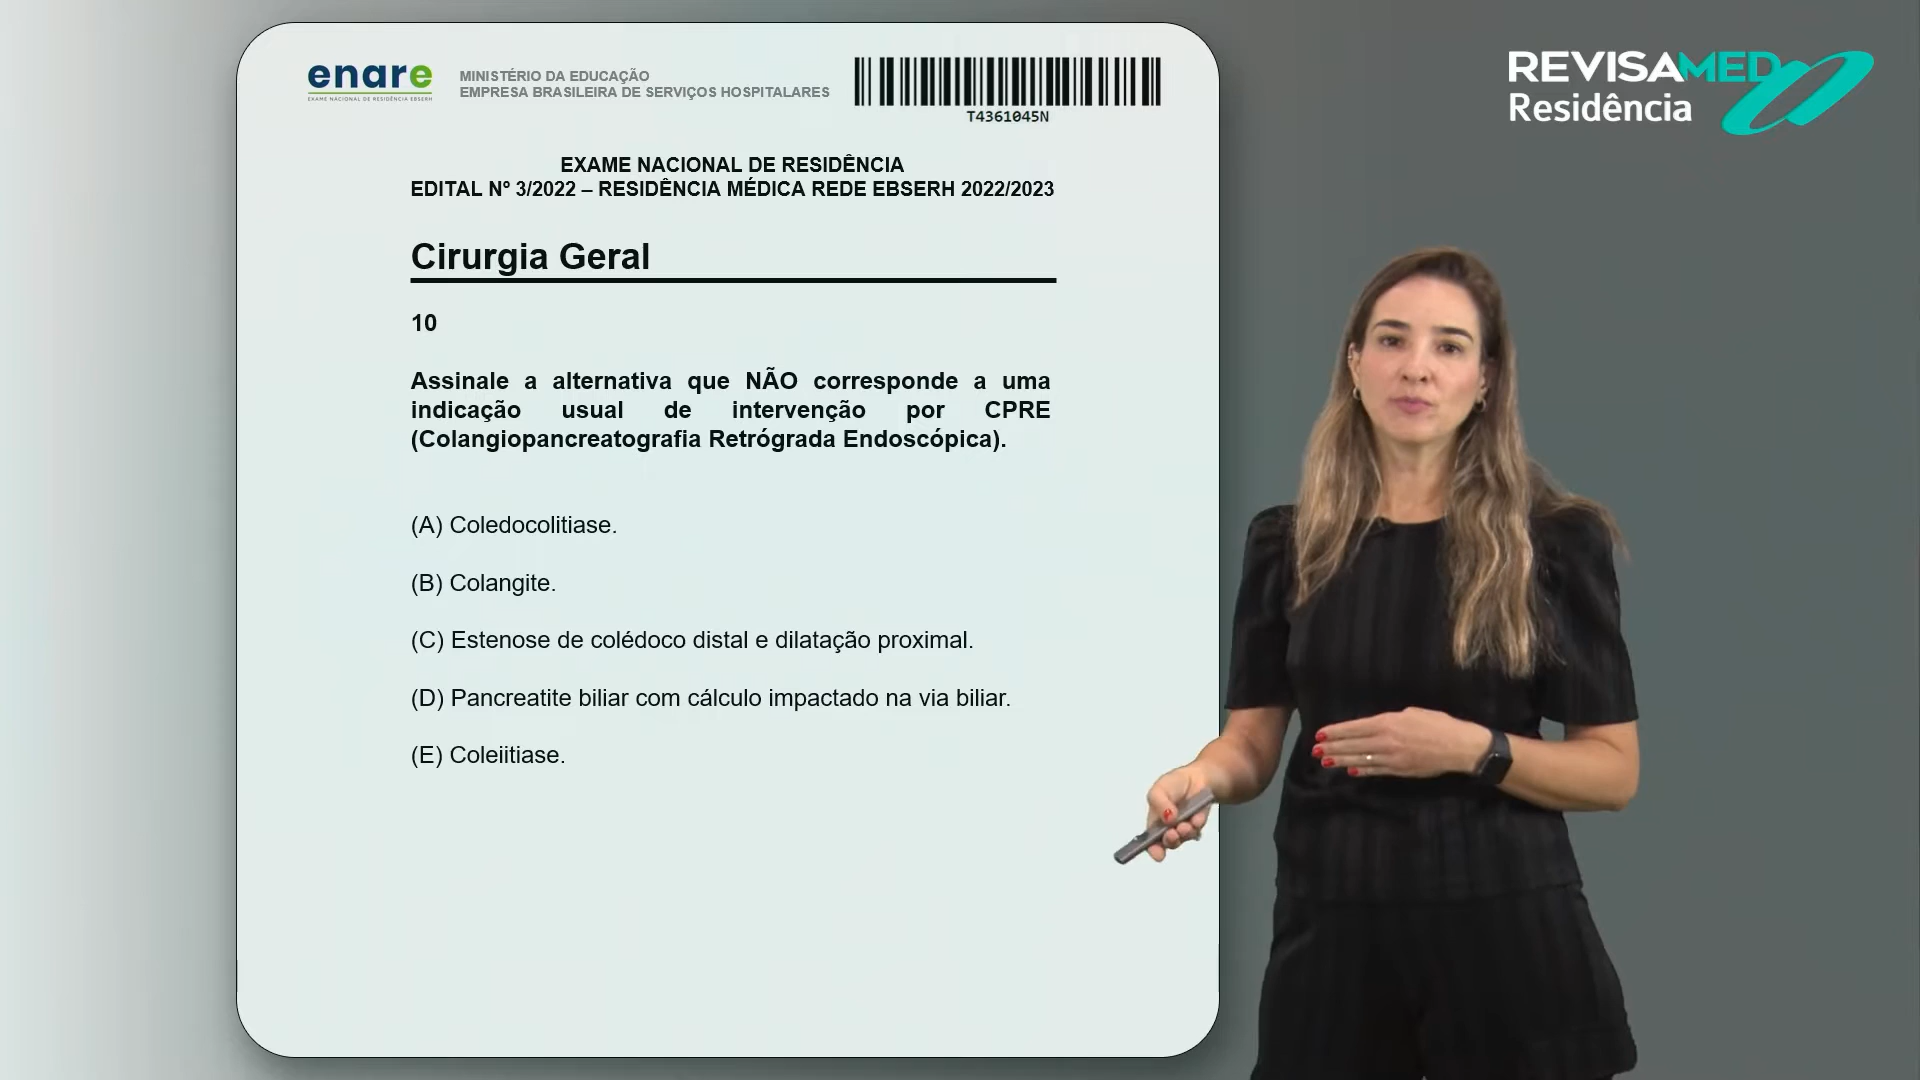 enare
EXAME NACIONAL DE RESIDÊNCIA EBSERH
MINISTÉRIO DA EDUCAÇÃO
EMPRESA BRASILEIRA DE SERVIÇOS HOSPITALARES
T4361045N
REVISAMED
Residência
EXAME NACIONAL DE RESIDÊNCIA
EDITAL Nº 3/2022 – RESIDÊNCIA MÉDICA REDE EBSERH 2022/2023
Cirurgia Geral
10
Assinale a alternativa que NÃO corresponde a uma
indicação usual de intervenção por CPRE
(Colangiopancreatografia Retrógrada Endoscópica).
(A) Coledocolitiase.
(B) Colangite.
(C) Estenose de colédoco distal e dilatação proximal.
(D) Pancreatite biliar com cálculo impactado na via biliar.
(E) Coleiitiase.